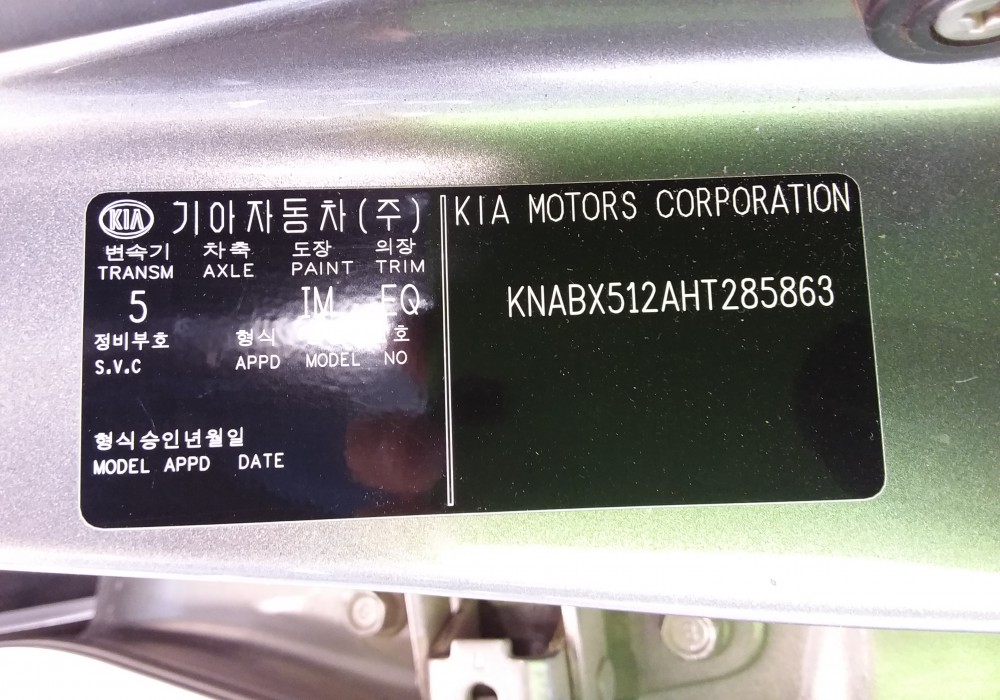 KIA 기아자동차(주)
변속기 차축 도장 의장
TRANSM AXLE PAINT TRIM
5 IM EQ
정비부호 형식 호
S.V.C APPD MODEL NO
형식승인년월일
MODEL APPD DATE
KIA MOTORS CORPORATION
KNABX512AHT285863